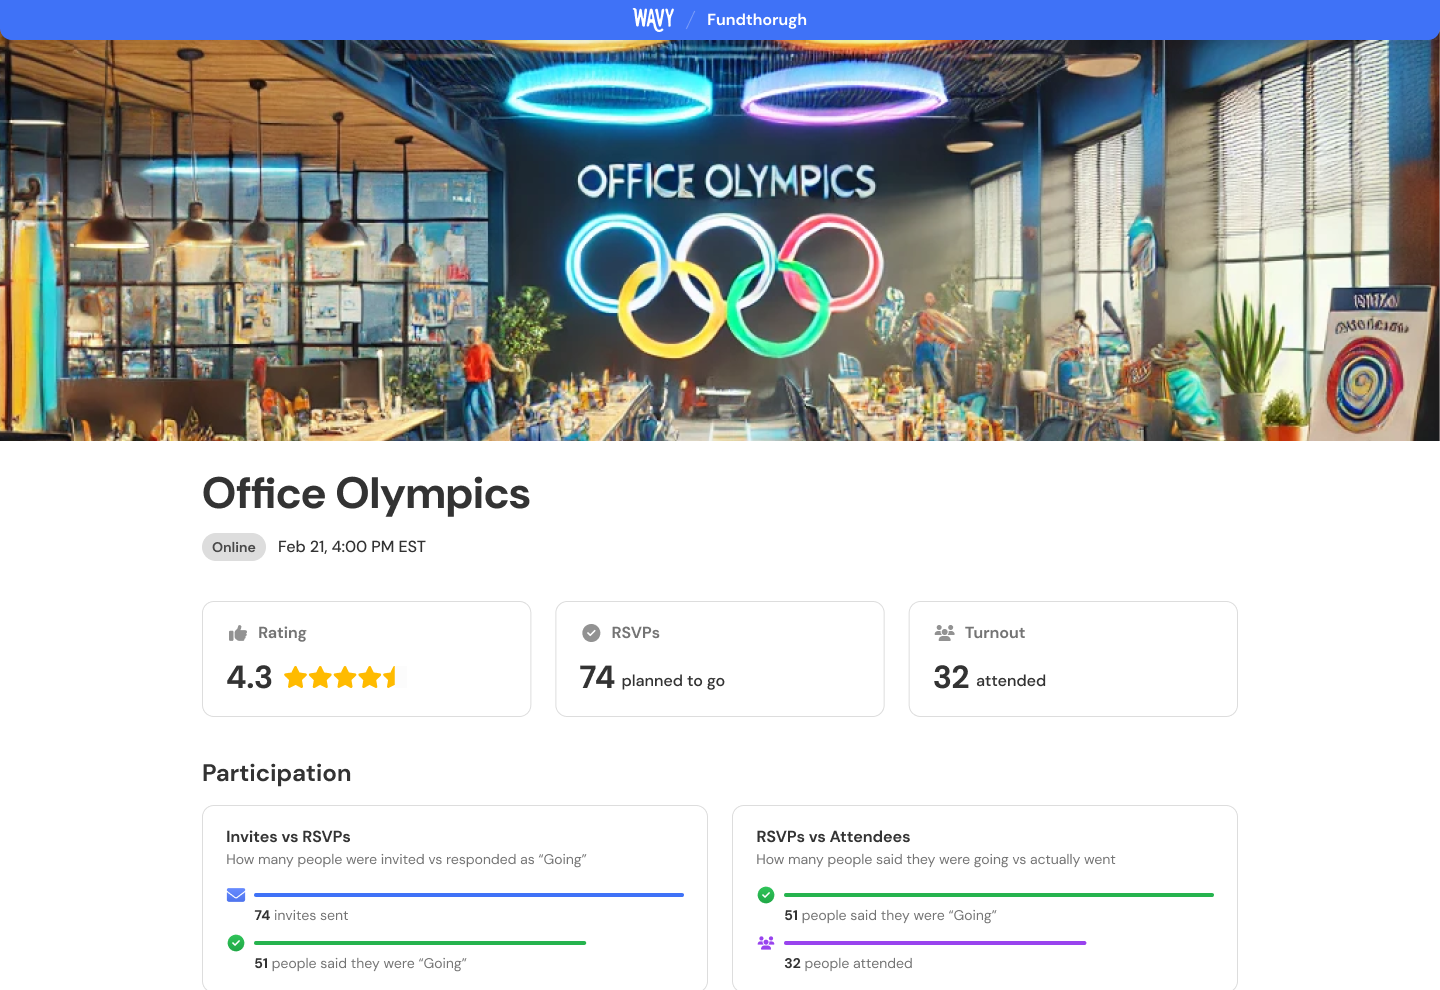 WAVY / Fundthorugh
OFFICE OLYMPICS
Office Olympics
Online Feb 21, 4:00 PM EST
Rating
4.3
RSVPs
74 planned to go
Turnout
32 attended
Participation
Invites vs RSVPs
How many people were invited vs responded as “Going”
74 invites sent
51 people said they were “Going”
RSVPs vs Attendees
How many people said they were going vs actually went
51 people said they were “Going”
32 people attended